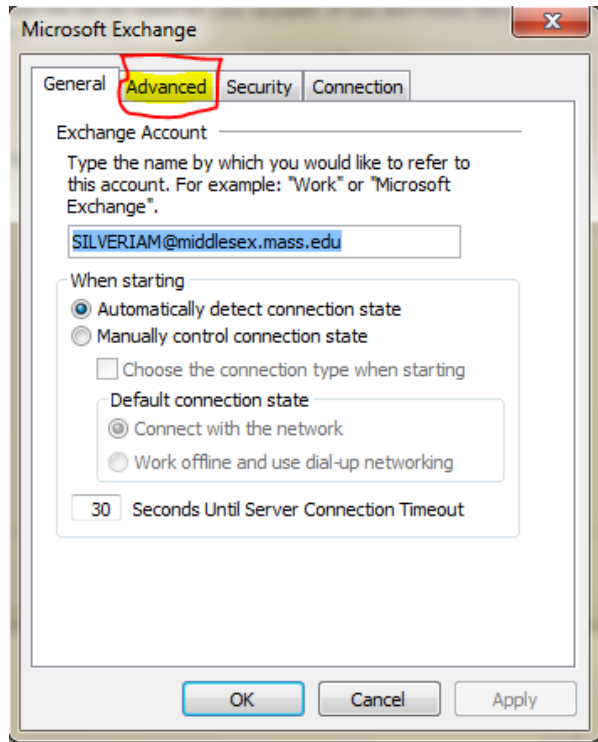 Microsoft Exchange
General Advanced Security Connection
Exchange Account
Type the name by which you would like to refer to
this account. For example: "Work" or "Microsoft
Exchange".
SILVERIAM@middlesex.mass.edu
When starting
Automatically detect connection state
Manually control connection state
Choose the connection type when starting
Default connection state
Connect with the network
Work offline and use dial-up networking
30 Seconds Until Server Connection Timeout
OK Cancel Apply